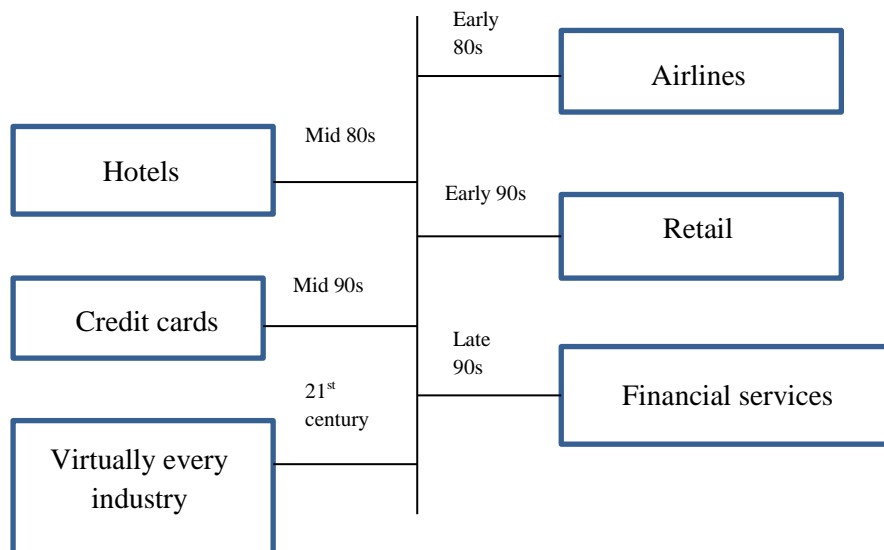 Early
80s
Airlines
Mid 80s
Hotels
Early 90s
Retail
Mid 90s
Credit cards
Late
90s
Financial services
21st
century
Virtually every
industry